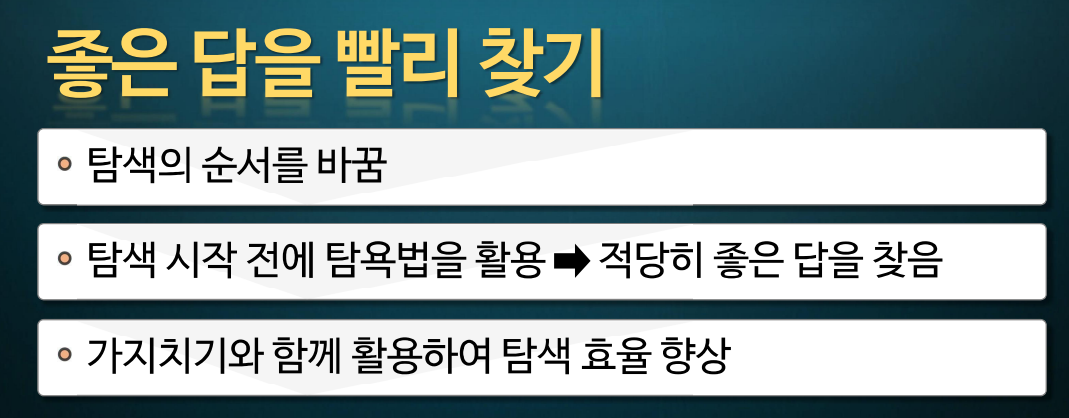 좋은 답을 빨리 찾기
탐색의 순서를 바꿈
탐색 시작 전에 탐욕법을 활용 ➡ 적당히 좋은 답을 찾음
가지치기와 함께 활용하여 탐색 효율 향상